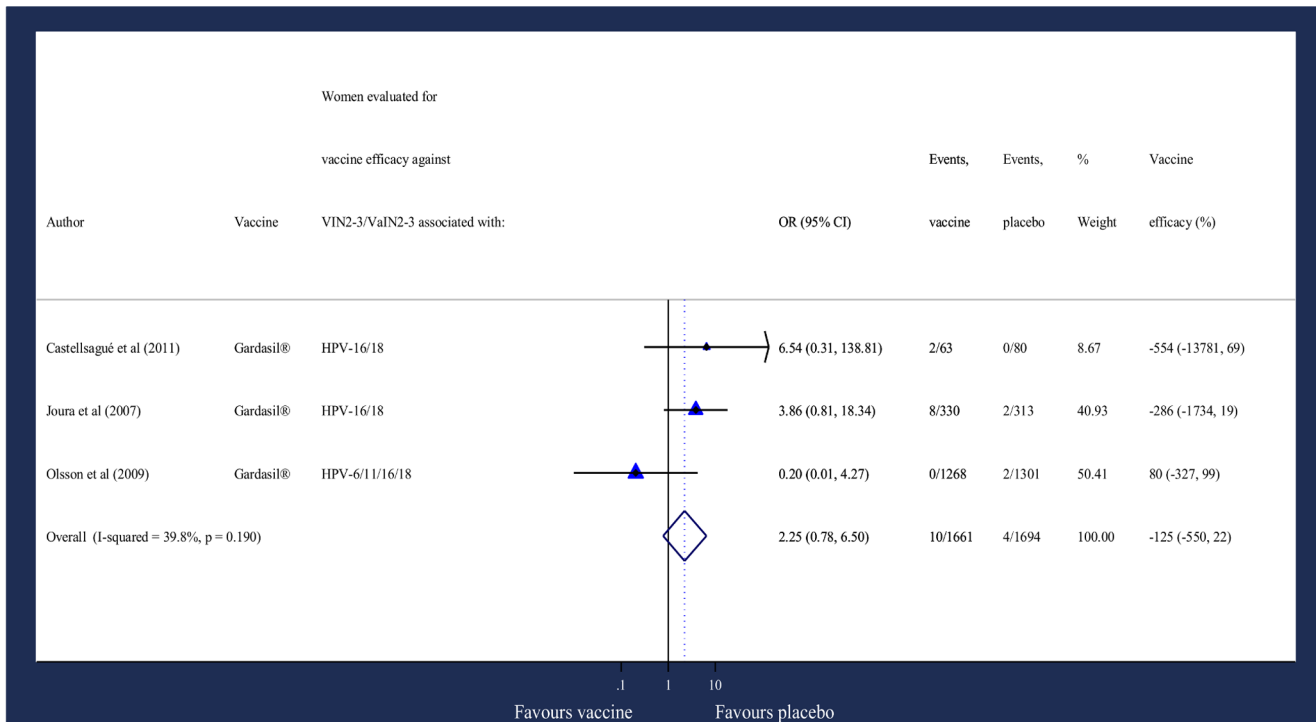 Women evaluated for
vaccine efficacy against Events, Events, % Vaccine
Author Vaccine VIN2-3/VaIN2-3 associated with: OR (95% CI) vaccine placebo Weight efficacy (%)
Castellsagué et al (2011) Gardasil® HPV-16/18 6.54 (0.31, 138.81) 2/63 0/80 8.67 -554 (-13781, 69)
Joura et al (2007) Gardasil® HPV-16/18 3.86 (0.81, 18.34) 8/330 2/313 40.93 -286 (-1734, 19)
Olsson et al (2009) Gardasil® HPV-6/11/16/18 0.20 (0.01, 4.27) 0/1268 2/1301 50.41 80 (-327, 99)
Overall (I-squared = 39.8%, p = 0.190) 2.25 (0.78, 6.50) 10/1661 4/1694 100.00 -125 (-550, 22)
.1 1 10
Favours vaccine Favours placebo